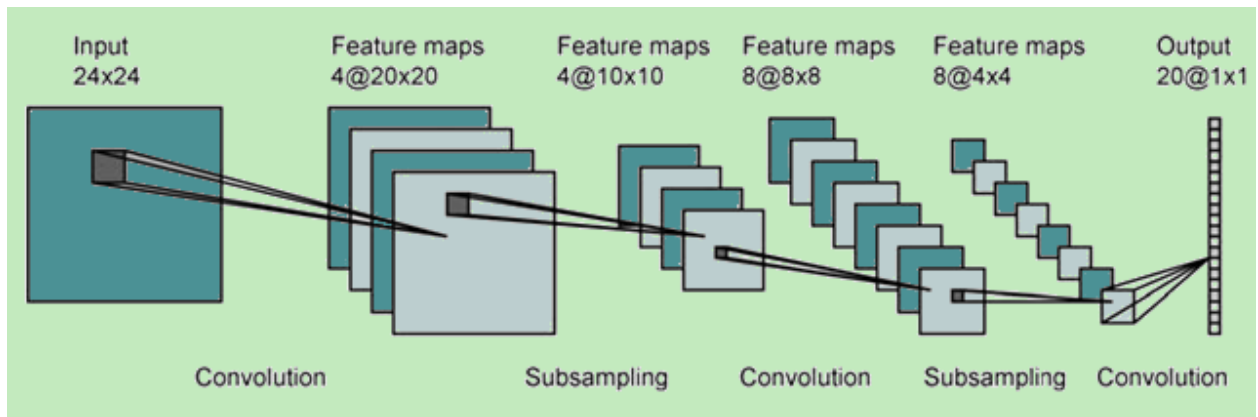 Input
24x24
Feature maps
4@20x20
Feature maps
4@10x10
Feature maps
8@8x8
Feature maps
8@4x4
Output
20@1x1
Convolution
Subsampling
Convolution
Subsampling
Convolution